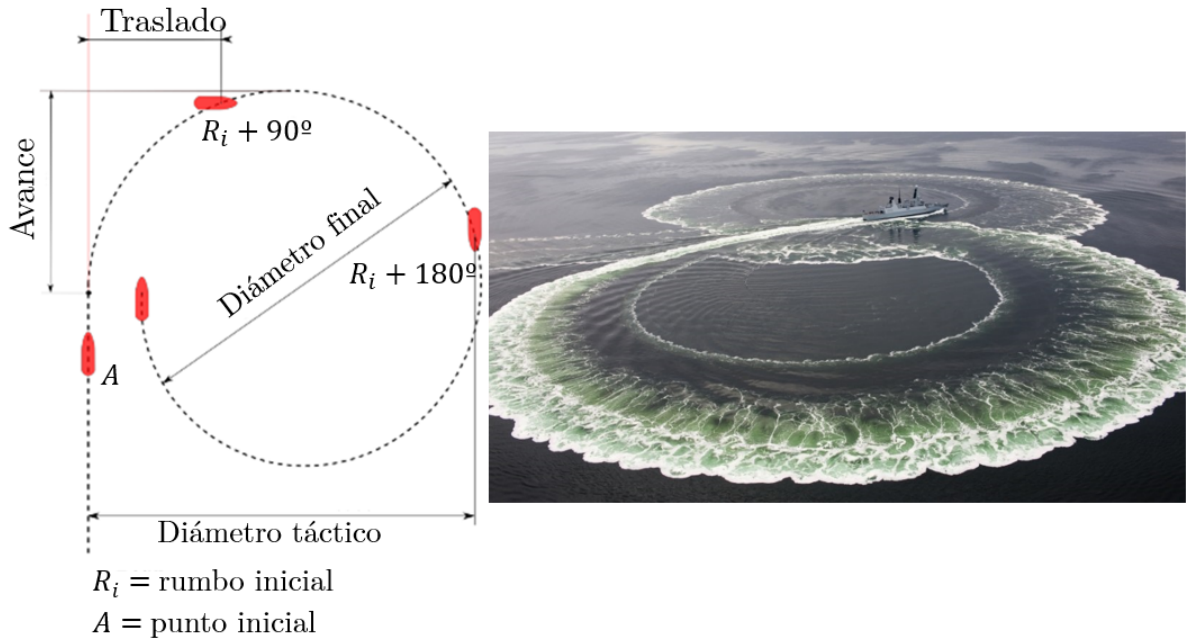 Traslado
Avance
R_i + 90º
Diámetro final
R_i + 180º
A
Diámetro táctico
R_i = rumbo inicial
A = punto inicial